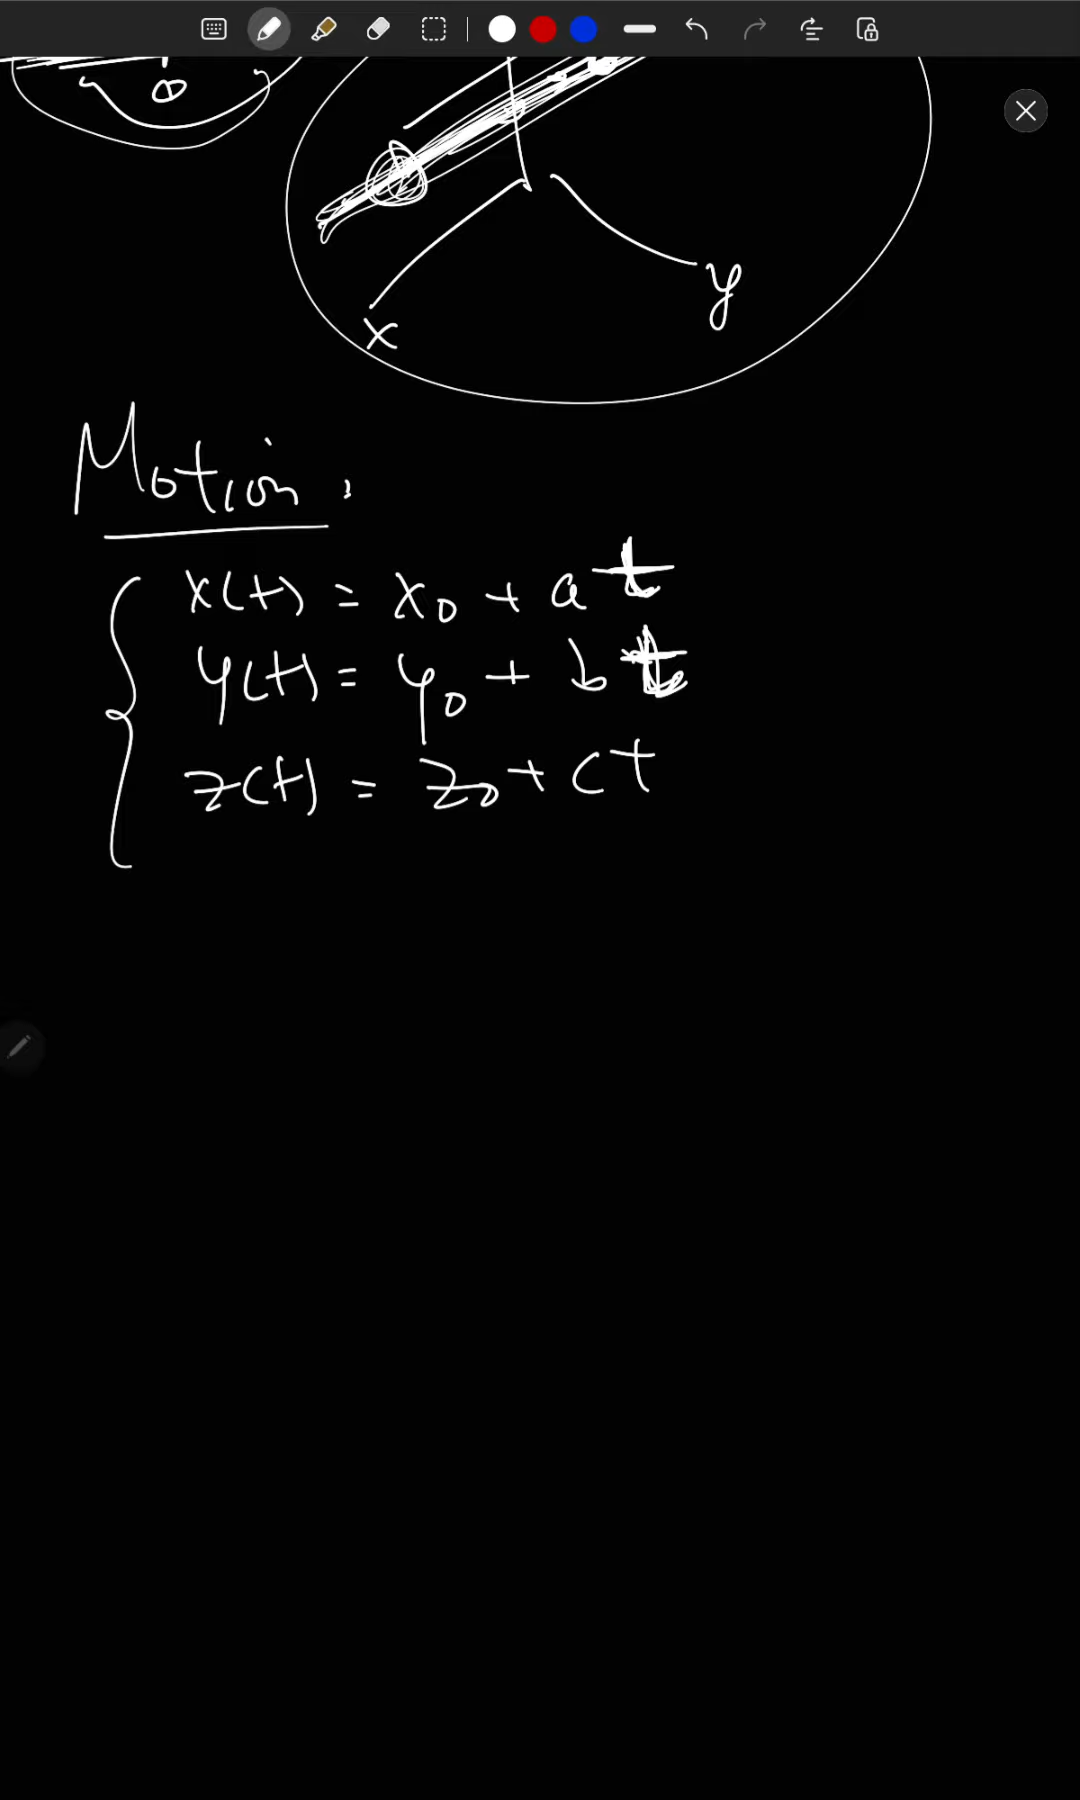 y
x
Motion:
x(t) = x₀ + at
y(t) = y₀ + bt
z(t) = z₀ + ct